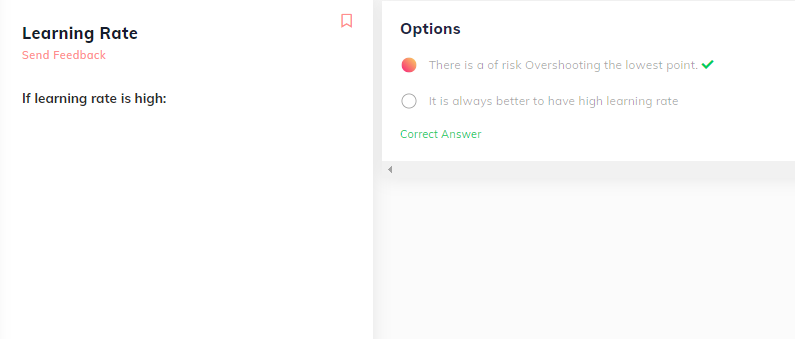 Learning Rate
Send Feedback
If learning rate is high:
Options
There is a of risk Overshooting the lowest point.
It is always better to have high learning rate
Correct Answer